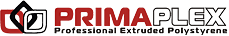 PRIMAPLEX
Professional Extruded Polystyrene